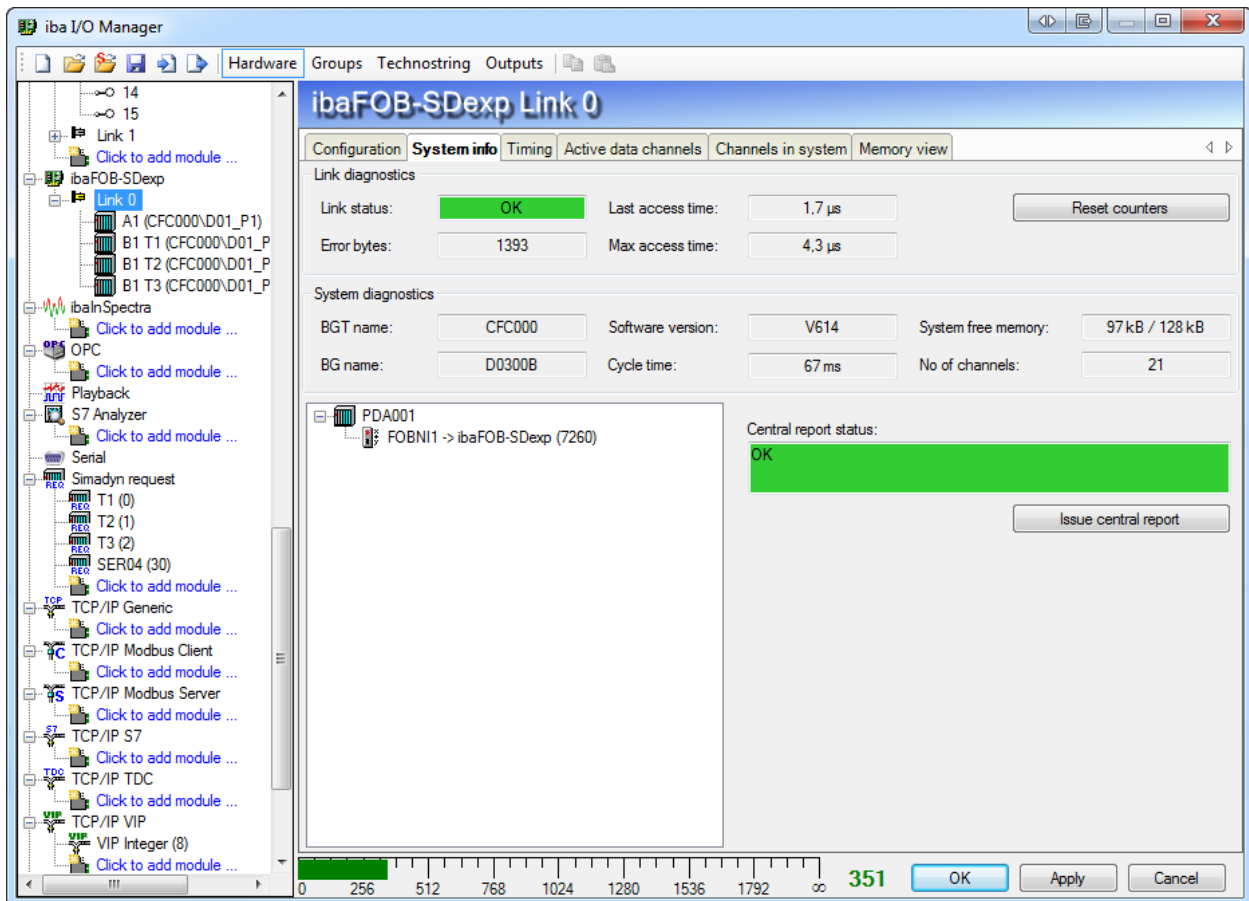 iba I/O Manager
Hardware Groups Technostring Outputs
14
15
Link 1
Click to add module ...
ibaFOB-SDexp
Link 0
A1 (CFC000\D01_P1)
B1 T1 (CFC000\D01_P
B1 T2 (CFC000\D01_P
B1 T3 (CFC000\D01_P
ibaInSpectra
Click to add module ...
OPC
Click to add module ...
Playback
S7 Analyzer
Click to add module ...
Serial
Simadyn request
T1 (0)
T2 (1)
T3 (2)
SER04 (30)
Click to add module ...
TCP/IP Generic
Click to add module ...
TCP/IP Modbus Client
Click to add module ...
TCP/IP Modbus Server
Click to add module ...
TCP/IP S7
Click to add module ...
TCP/IP TDC
Click to add module ...
TCP/IP VIP
VIP Integer (8)
Click to add module ...
ibaFOB-SDexp Link 0
Configuration System info Timing Active data channels Channels in system Memory view
Link diagnostics
Link status: OK Last access time: 1,7 µs Reset counters
Error bytes: 1393 Max access time: 4,3 µs
System diagnostics
BGT name: CFC000 Software version: V614 System free memory: 97 kB / 128 kB
BG name: D0300B Cycle time: 67 ms No of channels: 21
PDA001
FOBNI1 -> ibaFOB-SDexp (7260)
Central report status:
OK
Issue central report
0 256 512 768 1024 1280 1536 1792 ∞ 351 OK Apply Cancel